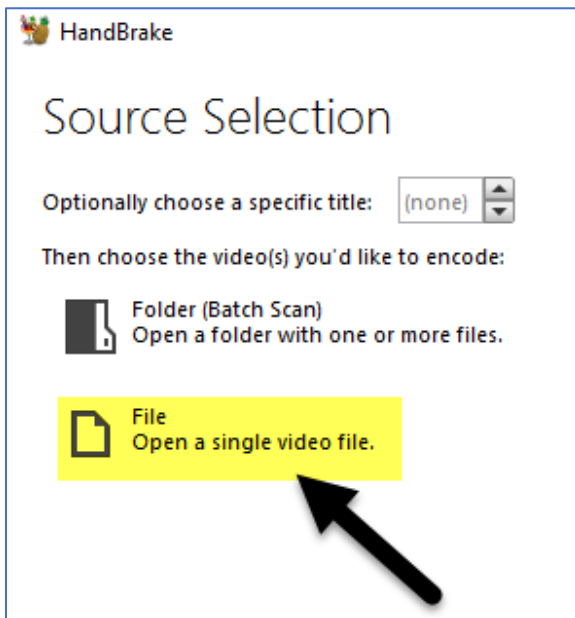 HandBrake
Source Selection
Optionally choose a specific title: (none)
Then choose the video(s) you'd like to encode:
Folder (Batch Scan)
Open a folder with one or more files.
File
Open a single video file.